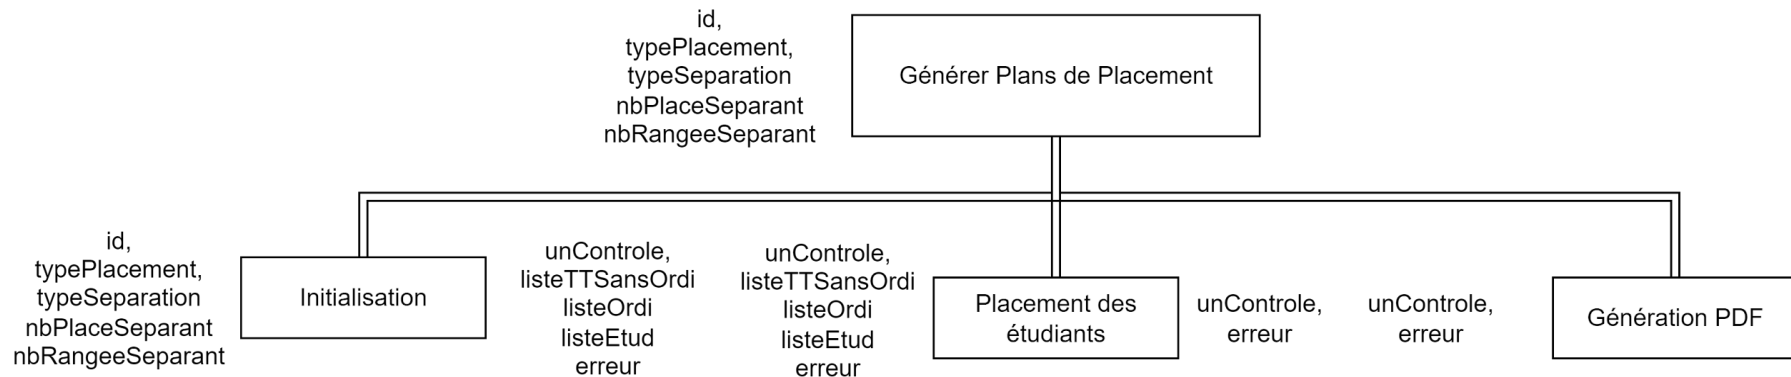 id,
typePlacement,
typeSeparation
nbPlaceSeparant
nbRangeeSeparant
Générer Plans de Placement
id,
typePlacement,
typeSeparation
nbPlaceSeparant
nbRangeeSeparant
Initialisation
unControle,
listeTTSansOrdi
listeOrdi
listeEtud
erreur
unControle,
listeTTSansOrdi
listeOrdi
listeEtud
erreur
Placement des
étudiants
unControle,
erreur
unControle,
erreur
Génération PDF